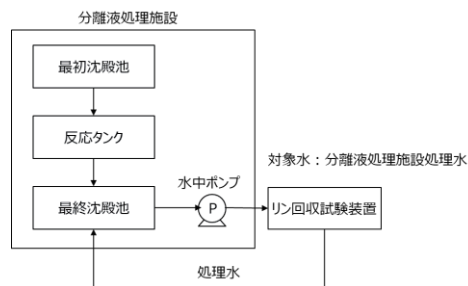 分離液処理施設
最初沈殿池
反応タンク
対象水：分離液処理施設処理水
水中ポンプ
最終沈殿池
P
リン回収試験装置
処理水